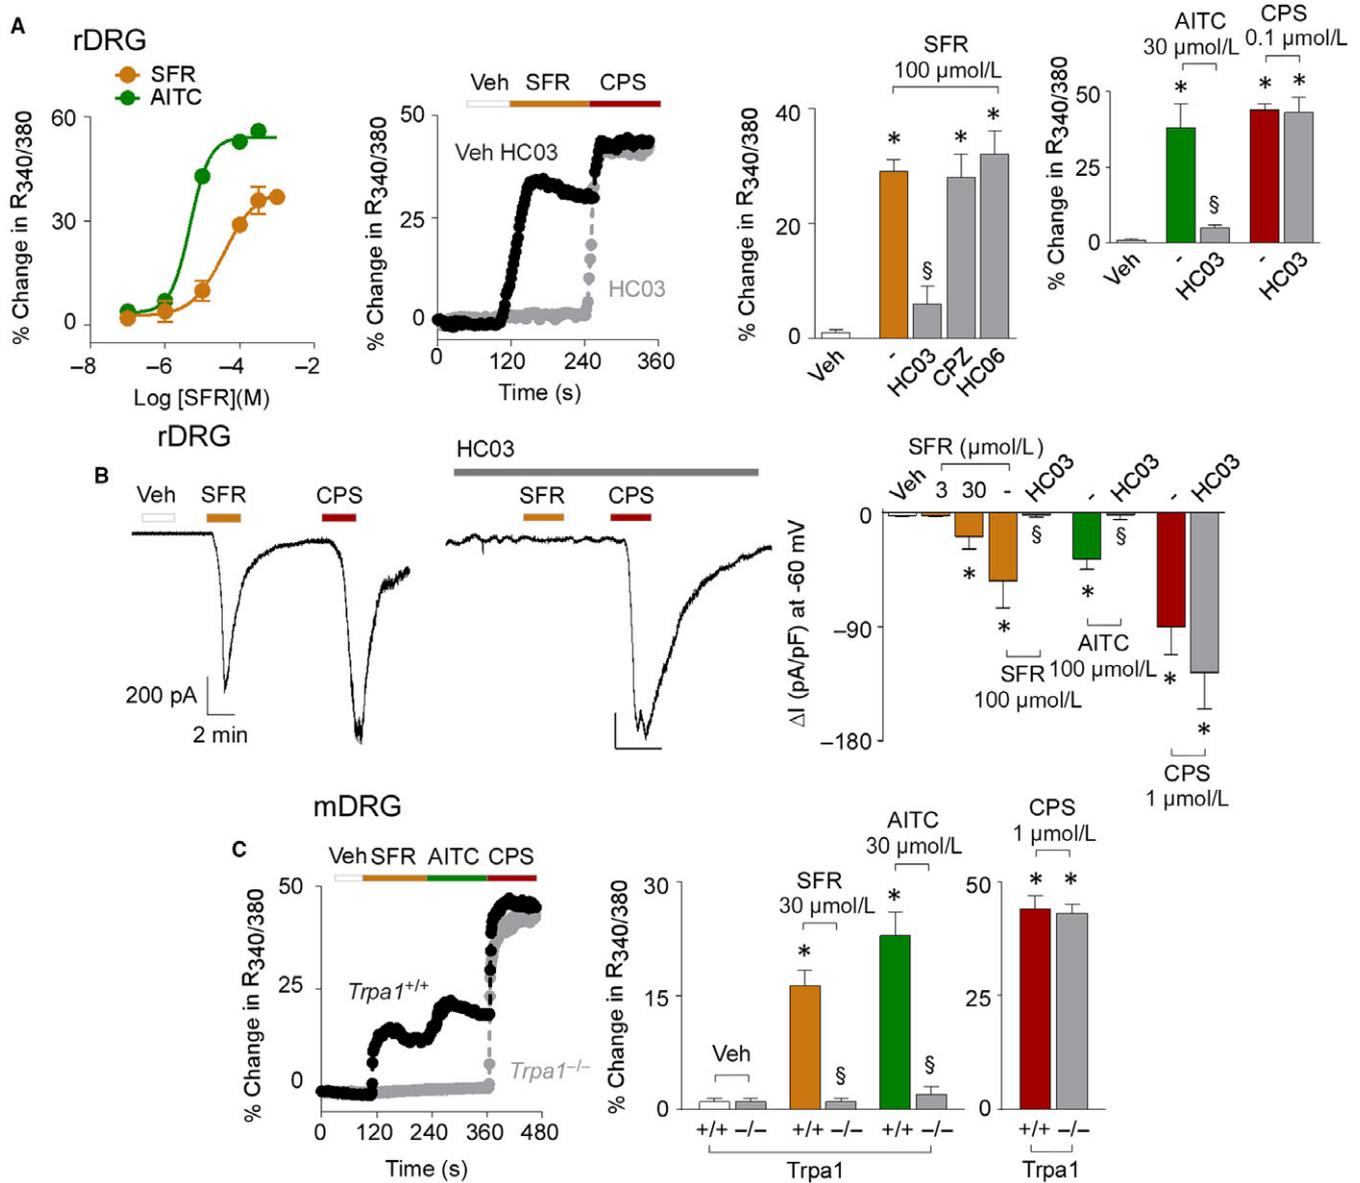 A
rDRG
SFR
AITC
% Change in R340/380
60
30
0
−8 −6 −4 −2
Log [SFR](M)
Veh SFR CPS
% Change in R340/380
50
25
0
Veh HC03
HC03
0 120 240 360
Time (s)
SFR
100 µmol/L
% Change in R340/380
40
20
0
* § * *
Veh - HC03 CPZ HC06
AITC CPS
30 µmol/L 0.1 µmol/L
% Change in R340/380
50
25
0
* § * *
Veh - HC03 - HC03
rDRG
B
Veh SFR CPS
200 pA
2 min
HC03
SFR CPS
SFR (µmol/L)
Veh 3 30 - HC03 - HC03 - HC03
ΔI (pA/pF) at -60 mV
0
−90
−180
* * § * § * *
SFR
100 µmol/L
AITC
100 µmol/L
CPS
1 µmol/L
mDRG
C
Veh SFR AITC CPS
% Change in R340/380
50
25
0
Trpa1+/+
Trpa1−/−
0 120 240 360 480
Time (s)
% Change in R340/380
30
15
0
Veh
SFR
30 µmol/L
AITC
30 µmol/L
* § * §
+/+ −/− +/+ −/− +/+ −/−
Trpa1
CPS
1 µmol/L
50
25
0
* *
+/+ −/−
Trpa1